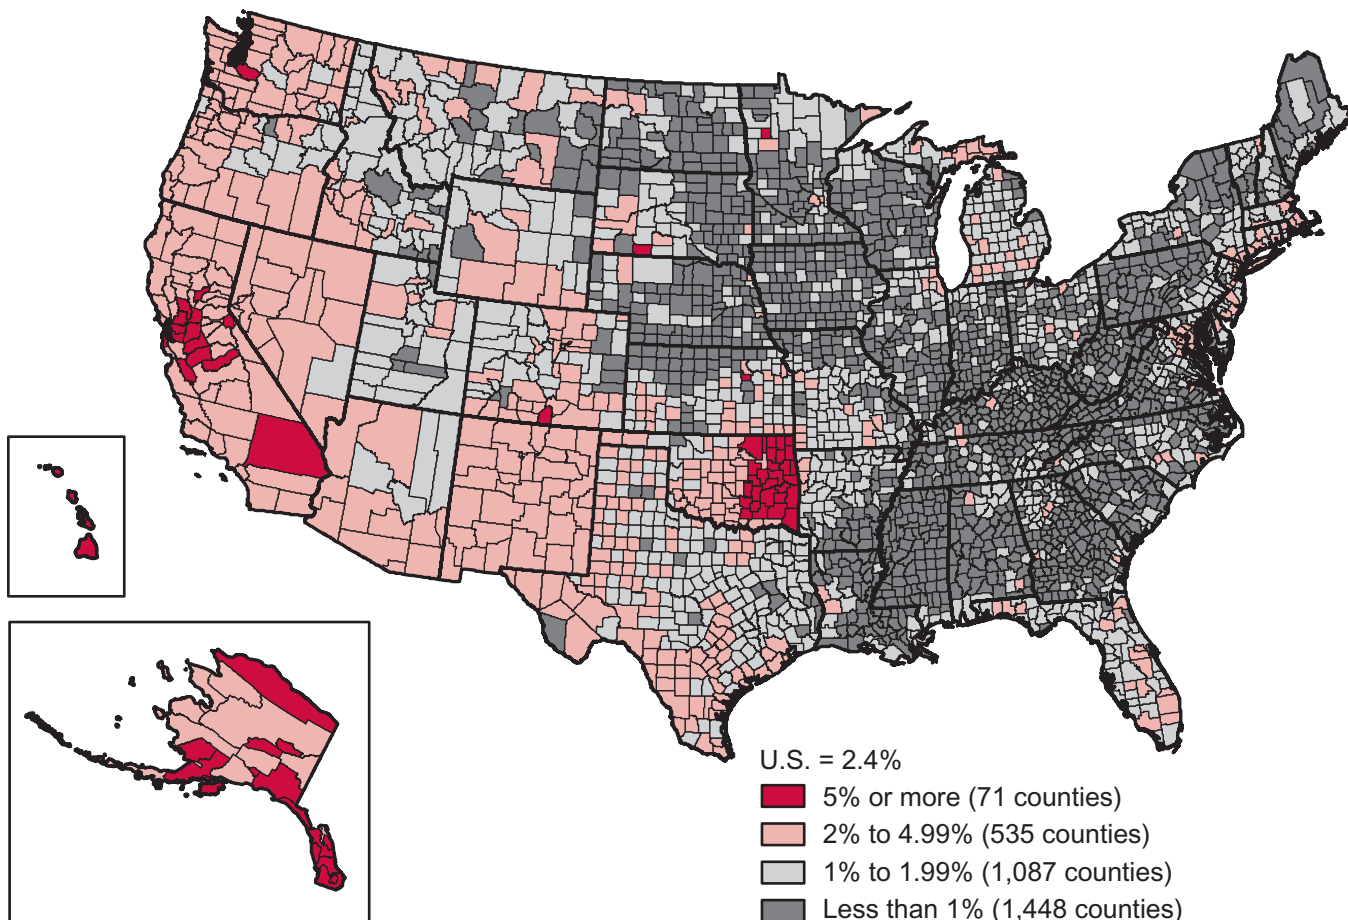 U.S. = 2.4%
5% or more (71 counties)
2% to 4.99% (535 counties)
1% to 1.99% (1,087 counties)
Less than 1% (1,448 counties)